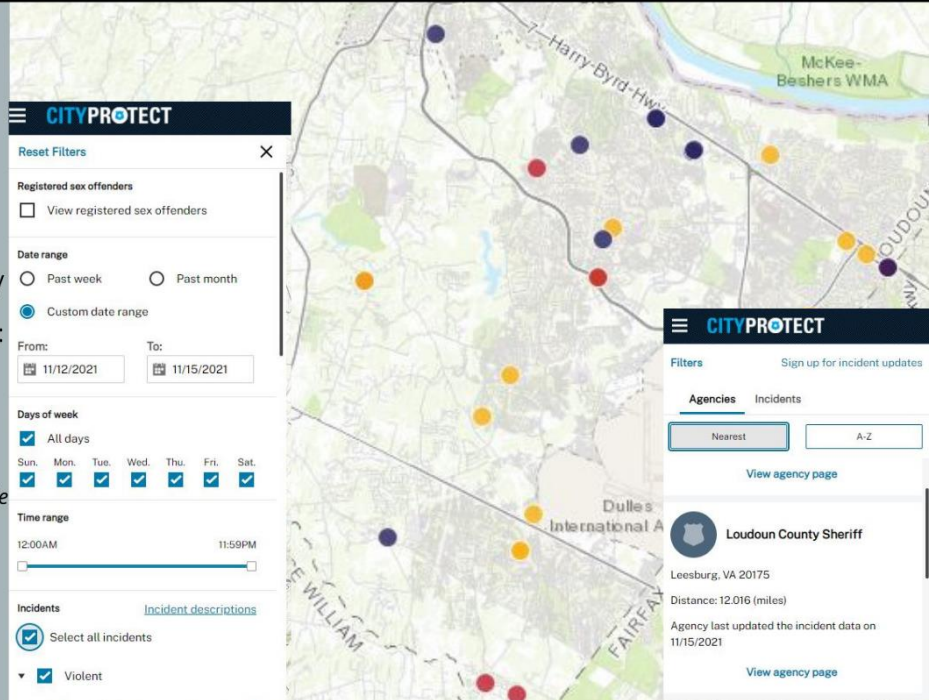 7—Harry-Byrd-Hwy
McKee-
Beshers WMA
CITYPROTECT
Reset Filters
Registered sex offenders
View registered sex offenders
Date range
Past week
Past month
Custom date range
From:
To:
11/12/2021
11/15/2021
Days of week
All days
Sun. Mon. Tue. Wed. Thu. Fri. Sat.
Time range
12:00AM
11:59PM
Incidents
Incident descriptions
Select all incidents
Violent
Dulles
International A
FAIRFAX
CITYPROTECT
Filters
Sign up for incident updates
Agencies
Incidents
Nearest
A-Z
View agency page
Loudoun County Sheriff
Leesburg, VA 20175
Distance: 12.016 (miles)
Agency last updated the incident data on
11/15/2021
View agency page